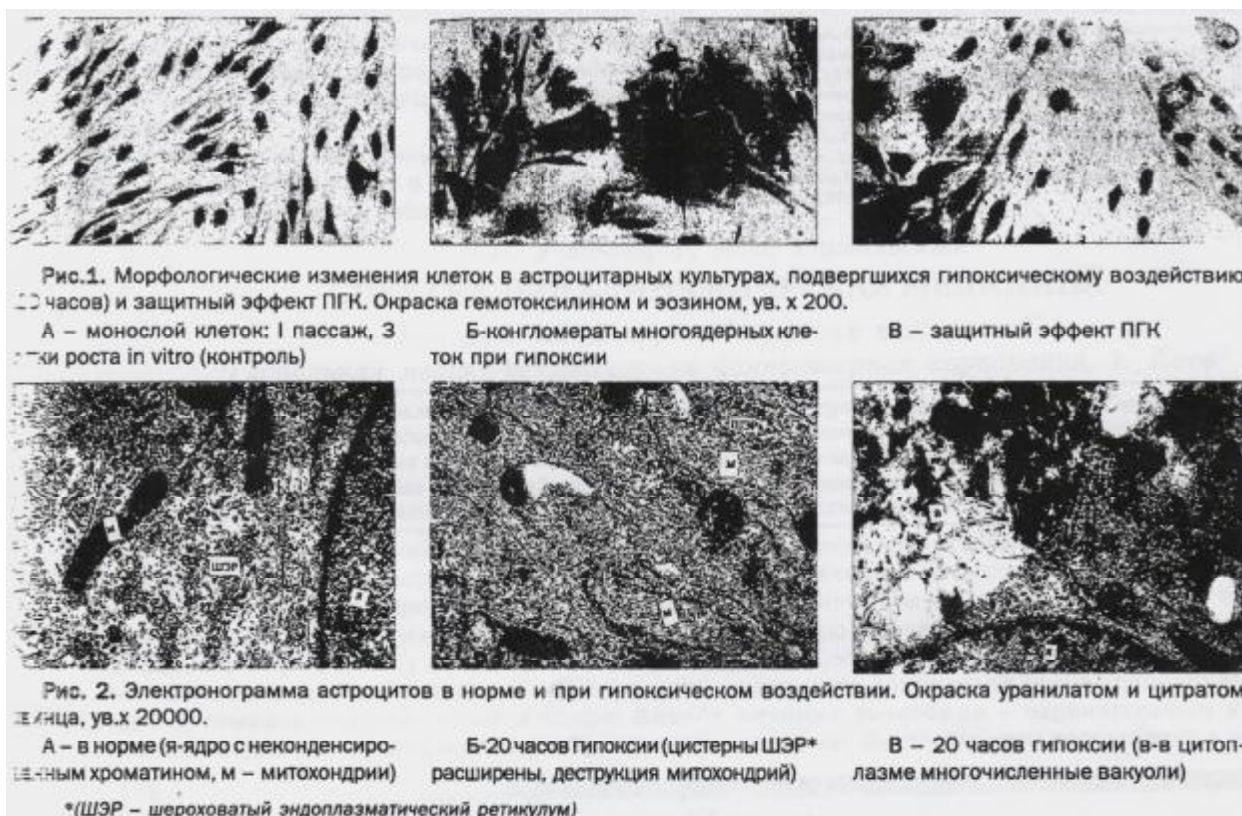 Рис.1. Морфологические изменения клеток в астроцитарных культурах, подвергшихся гипоксическому воздействию
часов) и защитный эффект ПГК. Окраска гемотоксилином и эозином, ув. х 200.
А – монослой клеток: I пассаж, 3
роста in vitro (контроль)
Б-конгломераты многоядерных кле-
ток при гипоксии
В – защитный эффект ПГК
м
ШЭР
м
м
Рис. 2. Электронограмма астроцитов в норме и при гипоксическом воздействии. Окраска уранилатом и цитратом
ув.х 20000.
А – в норме (я-ядро с неконденсиро-
хроматином, м – митохондрии)
Б-20 часов гипоксии (цистерны ШЭР*
расширены, деструкция митохондрий)
В – 20 часов гипоксии (в-в цитоп-
лазме многочисленные вакуоли)
*(ШЭР – шероховатый эндоплазматический ретикулум)